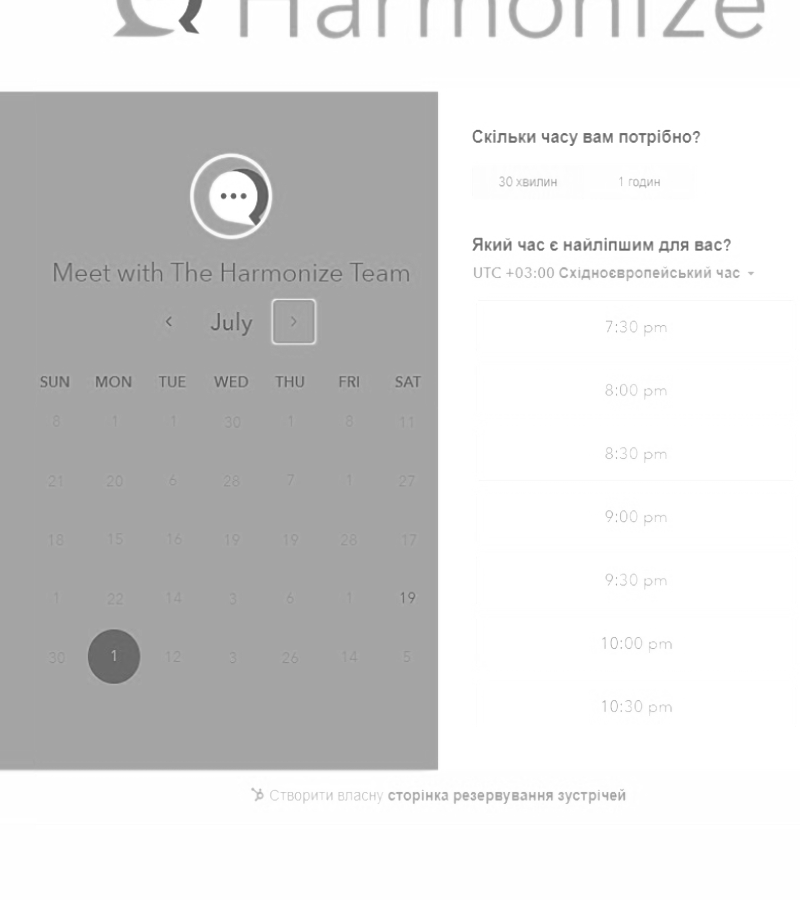 Harmonize
Meet with The Harmonize Team
July
SUN MON TUE WED THU FRI SAT
8 1 1 30 1 8 11
21 20 6 28 7 1 27
18 15 16 19 19 28 17
1 22 14 3 6 1 19
30 1 12 3 26 14 5
Скільки часу вам потрібно?
30 хвилин 1 годин
Який час є найліпшим для вас?
UTC +03:00 Східноєвропейський час
7:30 pm
8:00 pm
8:30 pm
9:00 pm
9:30 pm
10:00 pm
10:30 pm
Створити власну сторінка резервування зустрічей